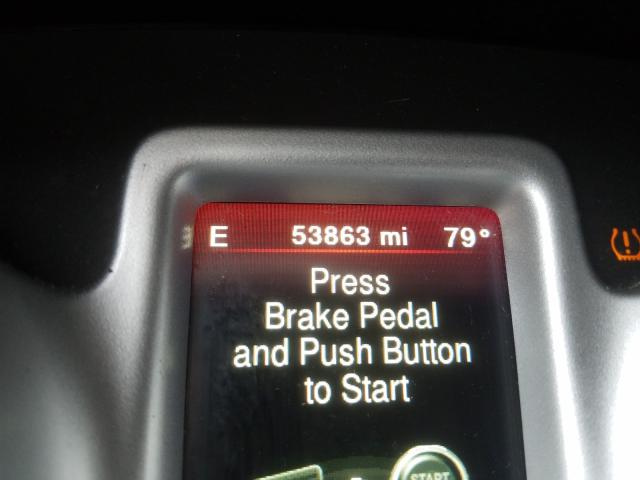 E 53863 mi 79°
Press
Brake Pedal
and Push Button
to Start
START